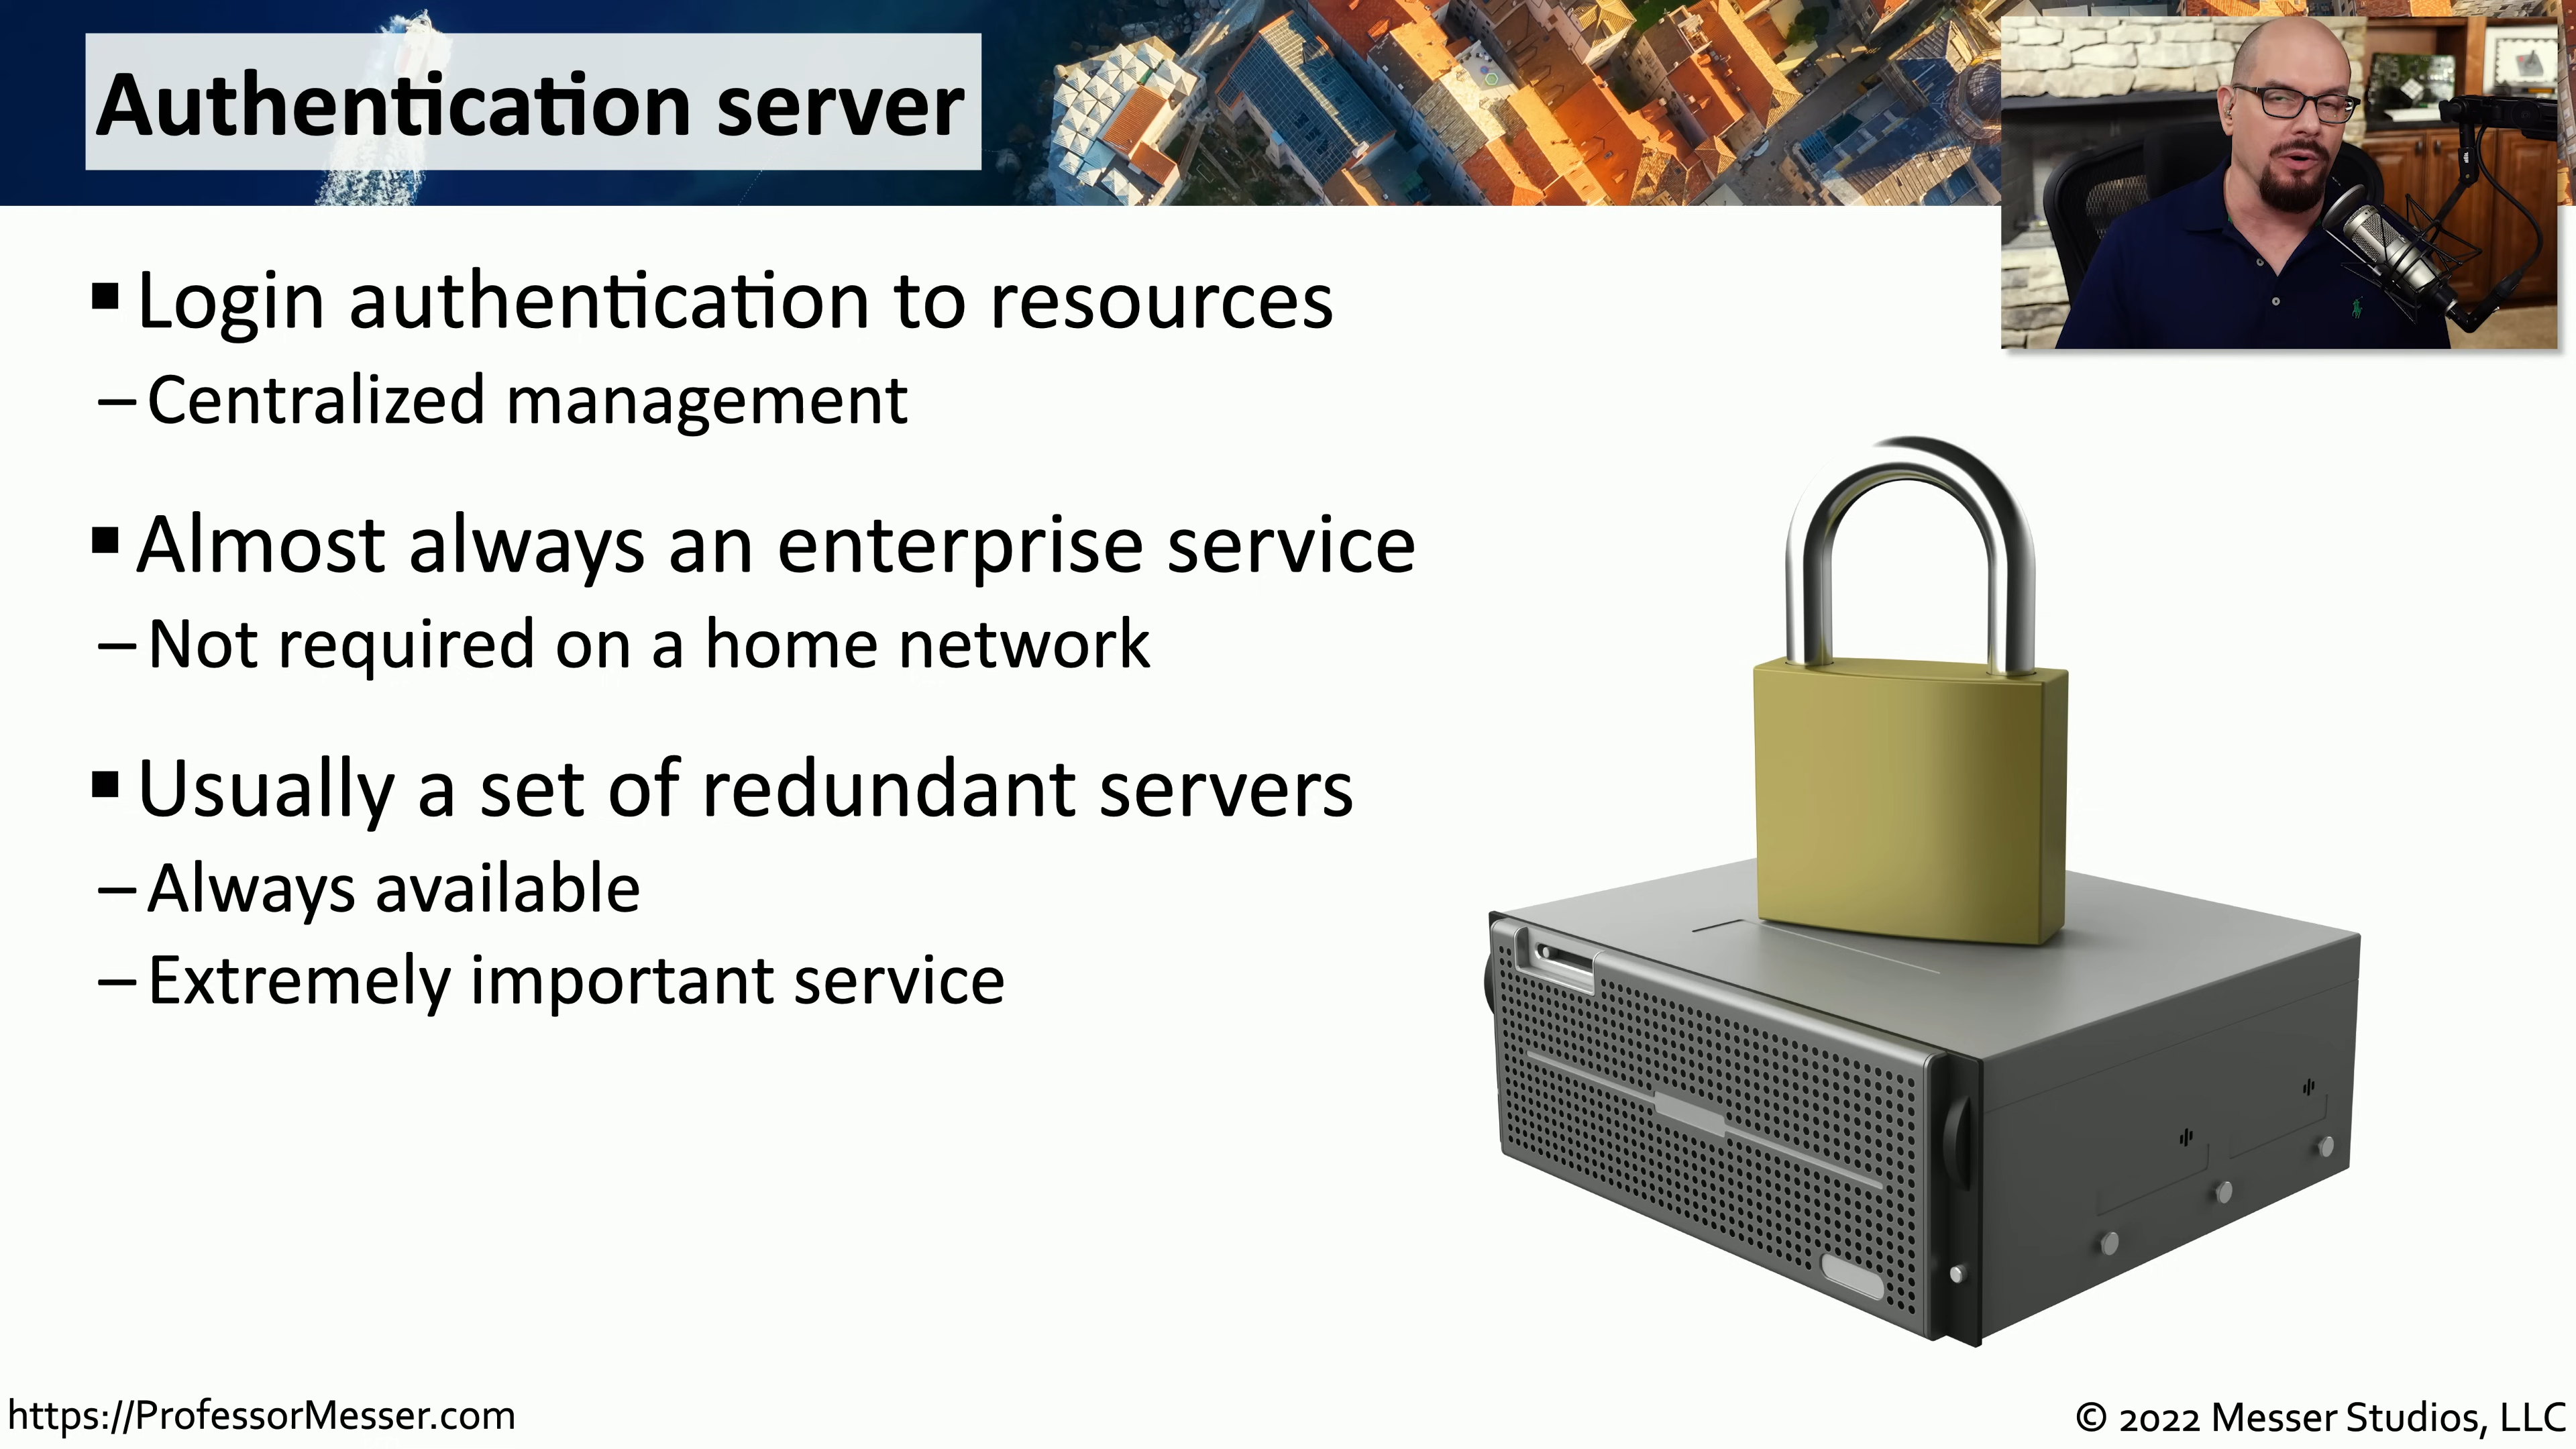 Authentication server
▪ Login authentication to resources
– Centralized management
▪ Almost always an enterprise service
– Not required on a home network
▪ Usually a set of redundant servers
– Always available
– Extremely important service
https://ProfessorMesser.com
© 2022 Messer Studios, LLC